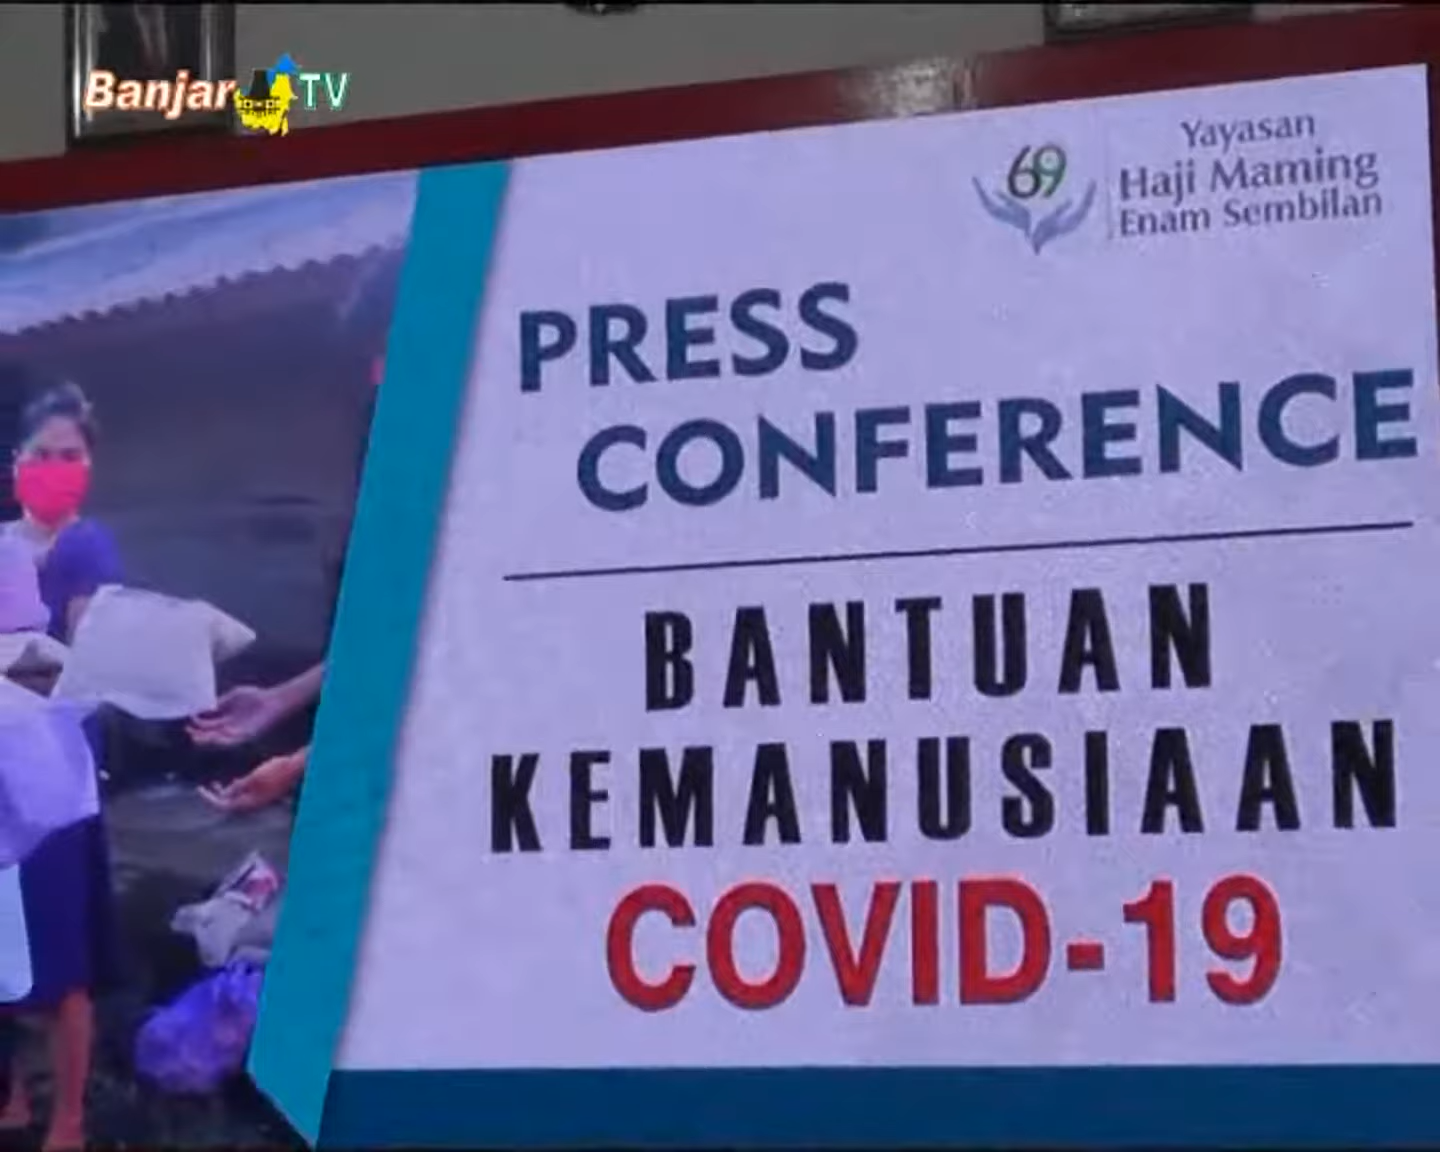 Banjar TV
69
Yayasan
Haji Maming
Enam Sembilan
PRESS
CONFERENCE
BANTUAN
KEMANUSIAAN
COVID-19